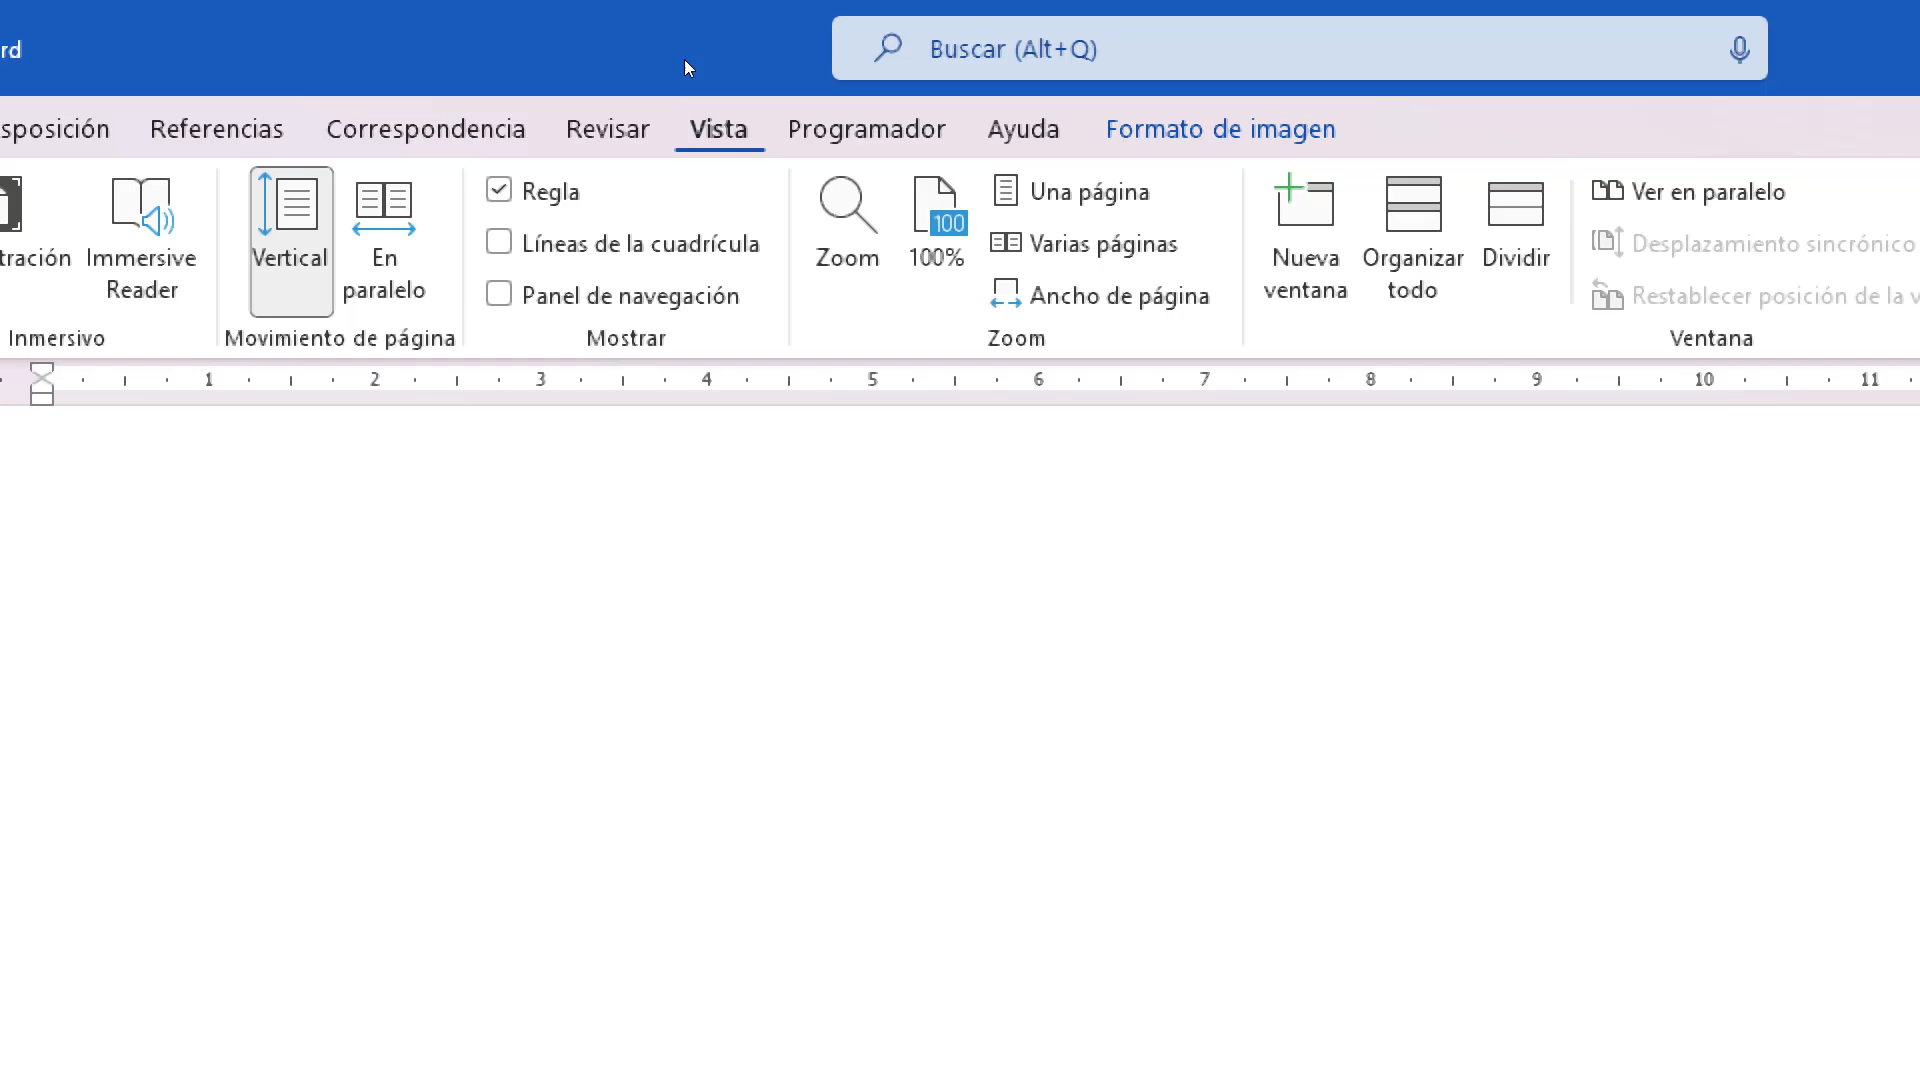 rd
Buscar (Alt+Q)
sposición Referencias Correspondencia Revisar Vista Programador Ayuda Formato de imagen
tración
Immersive
Reader
Inmersivo
Vertical
En
paralelo
Movimiento de página
Regla
Líneas de la cuadrícula
Panel de navegación
Mostrar
Zoom
100
100%
Una página
Varias páginas
Ancho de página
Zoom
Nueva
ventana
Organizar
todo
Dividir
Ver en paralelo
Desplazamiento sincrónico
Restablecer posición de la v
Ventana
1 2 3 4 5 6 7 8 9 10 11